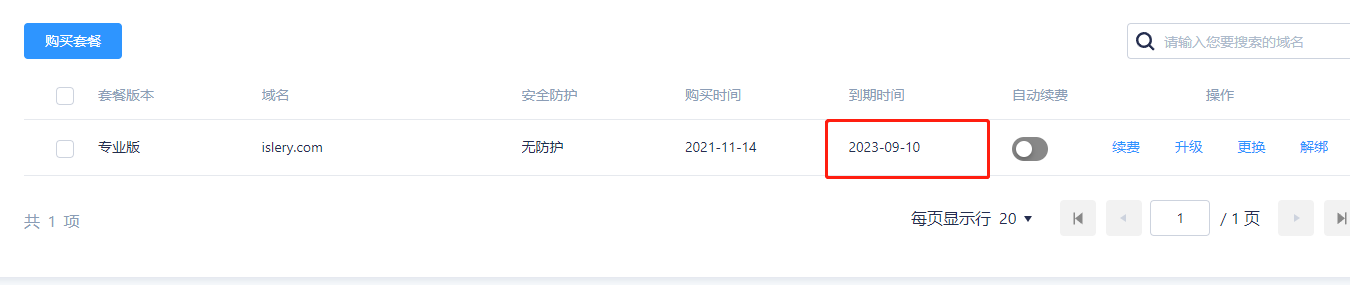 购买套餐
请输入您要搜索的域名
套餐版本 域名 安全防护 购买时间 到期时间 自动续费 操作
专业版 islery.com 无防护 2021-11-14 2023-09-10 续费 升级 更换 解绑
共 1 项 每页显示行 20 1 / 1 页